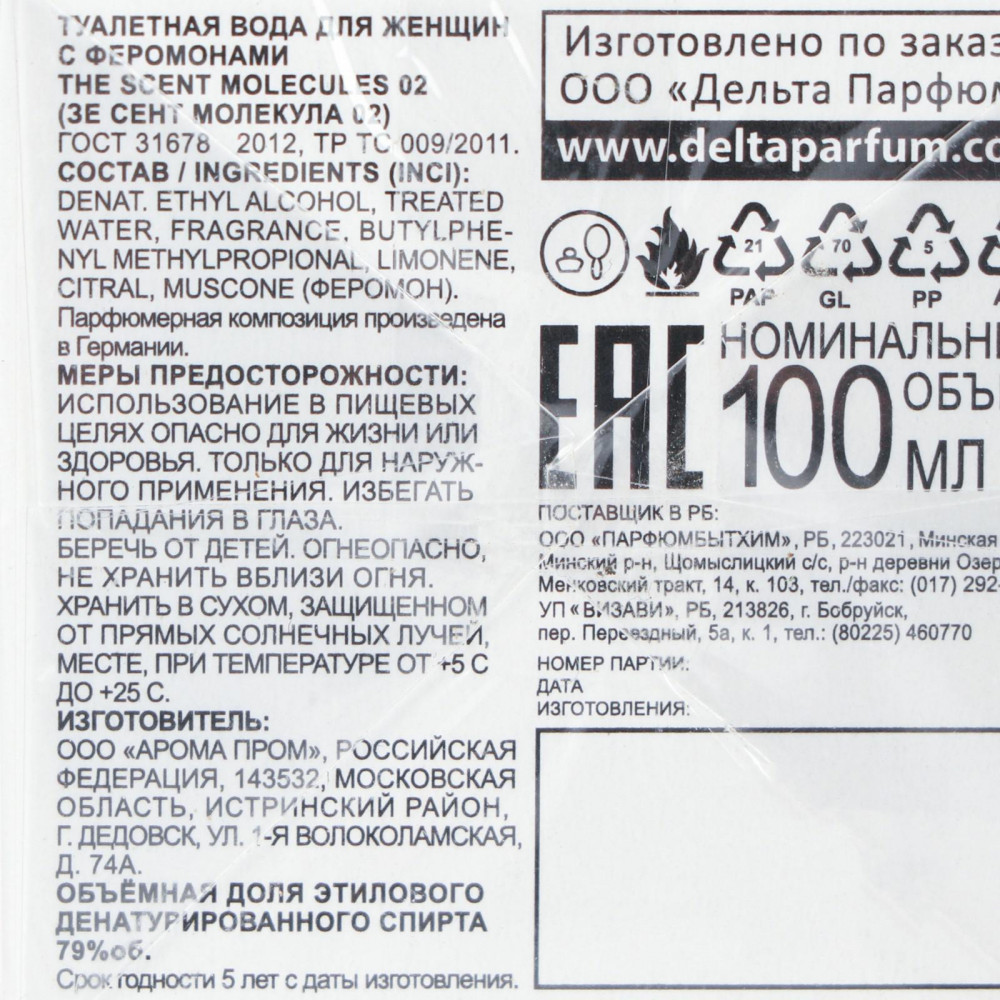 ТУАЛЕТНАЯ ВОДА ДЛЯ ЖЕНЩИН
С ФЕРОМОНАМИ
THE SCENT MOLECULES 02
(ЗЕ СЕНТ МОЛЕКУЛА 02)
ГОСТ 31678 2012, ТР ТС 009/2011.
СОСТАВ / INGREDIENTS (INCI):
DENAT. ETHYL ALCOHOL, TREATED
WATER, FRAGRANCE, BUTYLPHE-
NYL METHYLPROPIONAL, LIMONENE,
CITRAL, MUSCONE (ФЕРОМОН).
Парфюмерная композиция произведена
в Германии.
МЕРЫ ПРЕДОСТОРОЖНОСТИ:
ИСПОЛЬЗОВАНИЕ В ПИЩЕВЫХ
ЦЕЛЯХ ОПАСНО ДЛЯ ЖИЗНИ ИЛИ
ЗДОРОВЬЯ. ТОЛЬКО ДЛЯ НАРУЖ-
НОГО ПРИМЕНЕНИЯ. ИЗБЕГАТЬ
ПОПАДАНИЯ В ГЛАЗА.
БЕРЕЧЬ ОТ ДЕТЕЙ. ОГНЕОПАСНО,
НЕ ХРАНИТЬ ВБЛИЗИ ОГНЯ.
ХРАНИТЬ В СУХОМ, ЗАЩИЩЕННОМ
ОТ ПРЯМЫХ СОЛНЕЧНЫХ ЛУЧЕЙ,
МЕСТЕ, ПРИ ТЕМПЕРАТУРЕ ОТ +5 С
ДО +25 С.
ИЗГОТОВИТЕЛЬ:
ООО «АРОМА ПРОМ», РОССИЙСКАЯ
ФЕДЕРАЦИЯ, 143532, МОСКОВСКАЯ
ОБЛАСТЬ, ИСТРИНСКИЙ РАЙОН,
Г. ДЕДОВСК, УЛ. 1-Я ВОЛОКОЛАМСКАЯ,
Д. 74А.
ОБЪЁМНАЯ ДОЛЯ ЭТИЛОВОГО
ДЕНАТУРИРОВАННОГО СПИРТА
79%об.
Срок годности 5 лет с даты изготовления.
Изготовлено по заказ
ООО «Дельта Парфюм
www.deltaparfum.co
21 70 5
PAP GL PP
EAC
НОМИНАЛЬНЫ
100 ОБЪ
МЛ
ПОСТАВЩИК В РБ:
ООО «ПАРФЮМБЫТХИМ», РБ, 223021, Минская
Минский р-н, Щомыслицкий с/с, р-н деревни Озер
Менковский тракт, 14, к. 103, тел./факс: (017) 292-
УП «ВИЗАВИ», РБ, 213826, г. Бобруйск,
пер. Переездный, 5а, к. 1, тел.: (80225) 460770
НОМЕР ПАРТИИ:
ДАТА
ИЗГОТОВЛЕНИЯ: